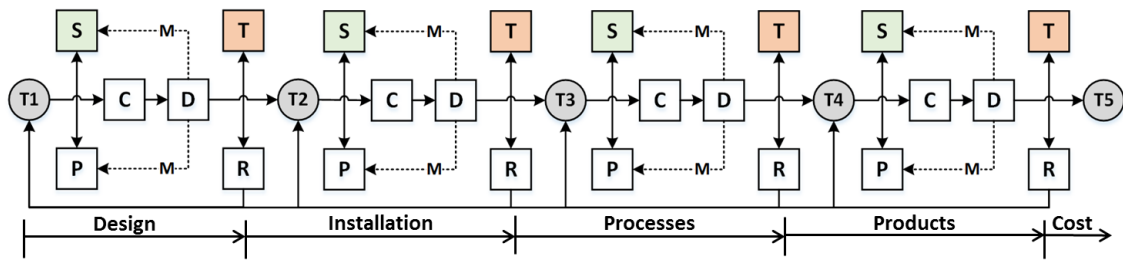 S M T S M T S M T S M T
T1 C D T2 C D T3 C D T4 C D T5
P M R P M R P M R P M R
Design Installation Processes Products Cost